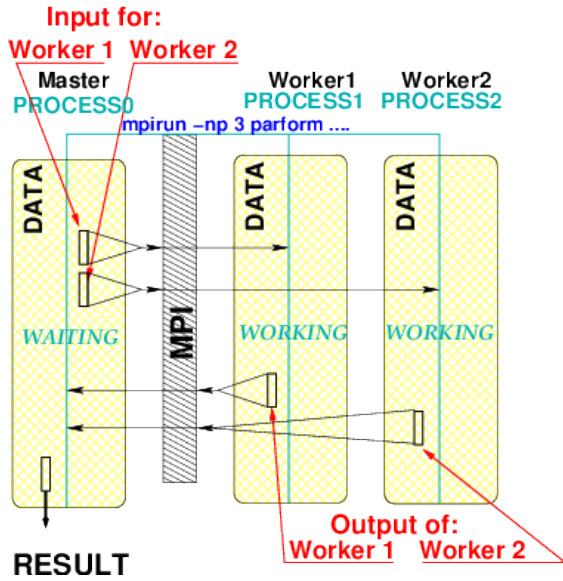 Input for:
Worker 1 Worker 2
Master Worker1 Worker2
PROCESS0 PROCESS1 PROCESS2
mpirun −np 3 parform ....
DATA DATA DATA
WAITING MPI WORKING WORKING
Output of:
Worker 1 Worker 2
RESULT